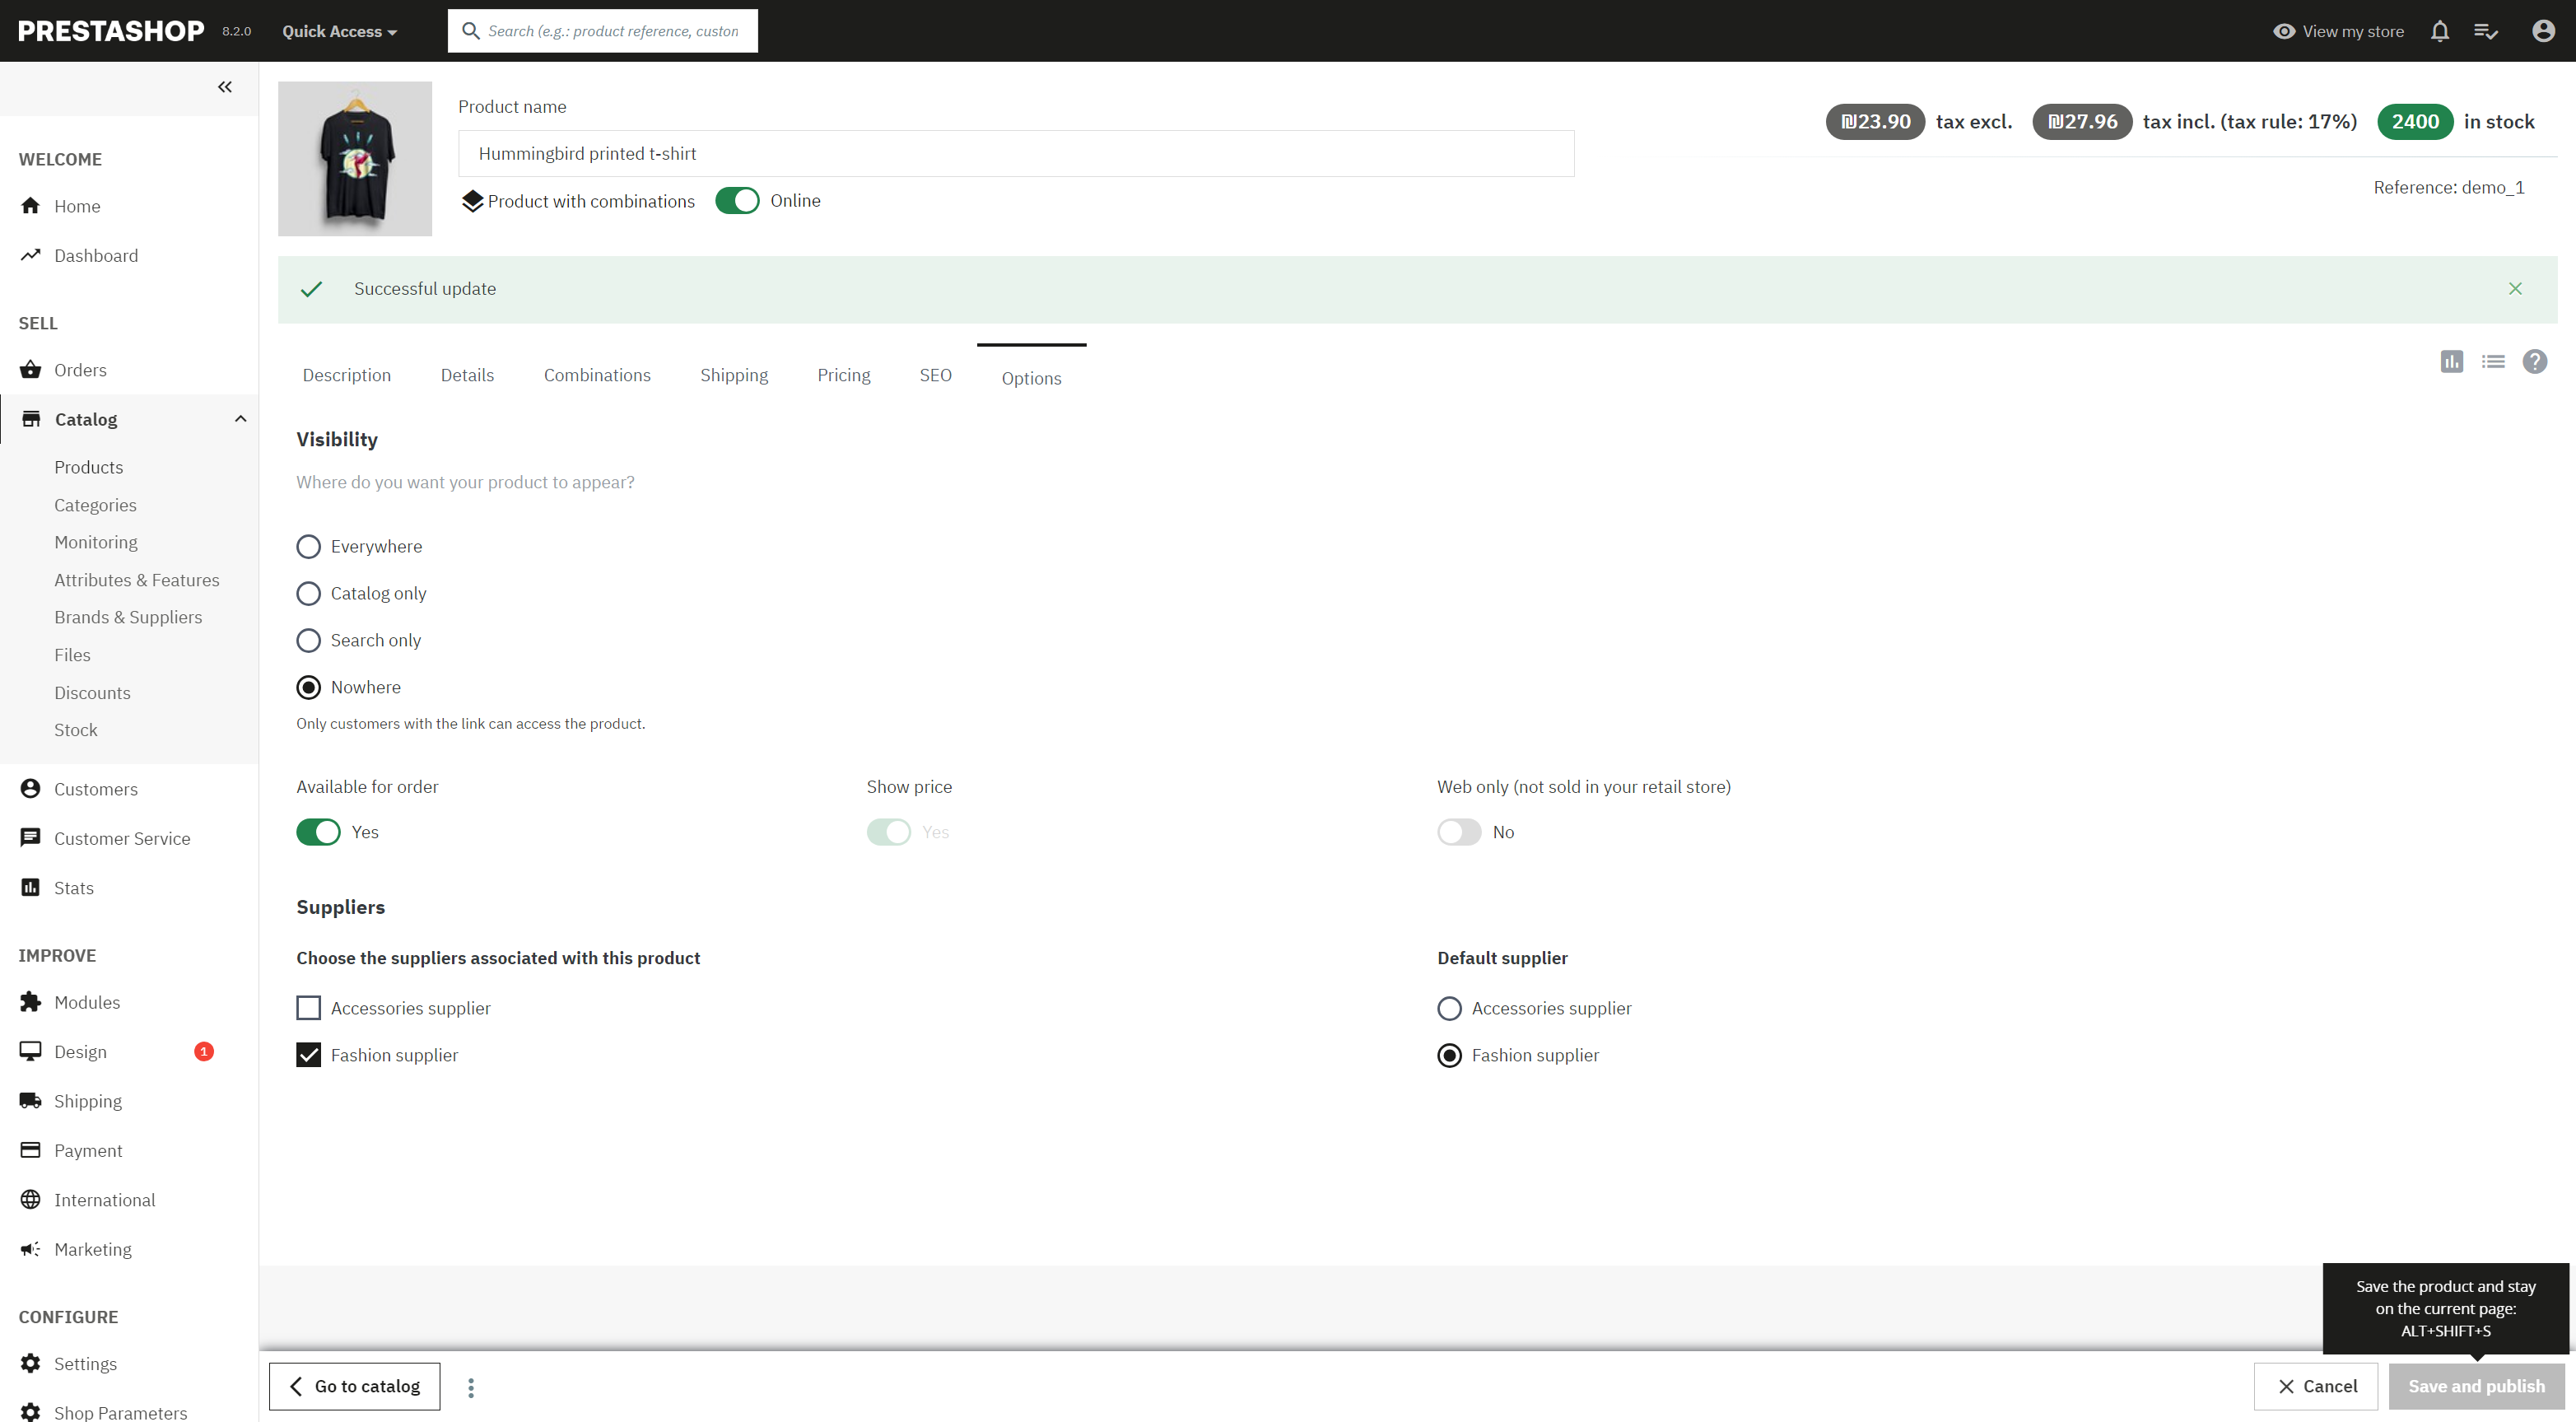 PRESTASHOP 8.2.0 Quick Access Search (e.g.: product reference, custon View my store
WELCOME
Home
Dashboard
SELL
Orders
Catalog
Products
Categories
Monitoring
Attributes & Features
Brands & Suppliers
Files
Discounts
Stock
Customers
Customer Service
Stats
IMPROVE
Modules
Design 1
Shipping
Payment
International
Marketing
CONFIGURE
Settings
Shop Parameters
Product name
Hummingbird printed t-shirt
Product with combinations Online
₪23.90 tax excl. ₪27.96 tax incl. (tax rule: 17%) 2400 in stock
Reference: demo_1
Successful update
Description Details Combinations Shipping Pricing SEO Options
Visibility
Where do you want your product to appear?
Everywhere
Catalog only
Search only
Nowhere
Only customers with the link can access the product.
Available for order Show price Web only (not sold in your retail store)
Yes Yes No
Suppliers
Choose the suppliers associated with this product Default supplier
Accessories supplier Accessories supplier
Fashion supplier Fashion supplier
Save the product and stay
on the current page:
ALT+SHIFT+S
Go to catalog Cancel Save and publish